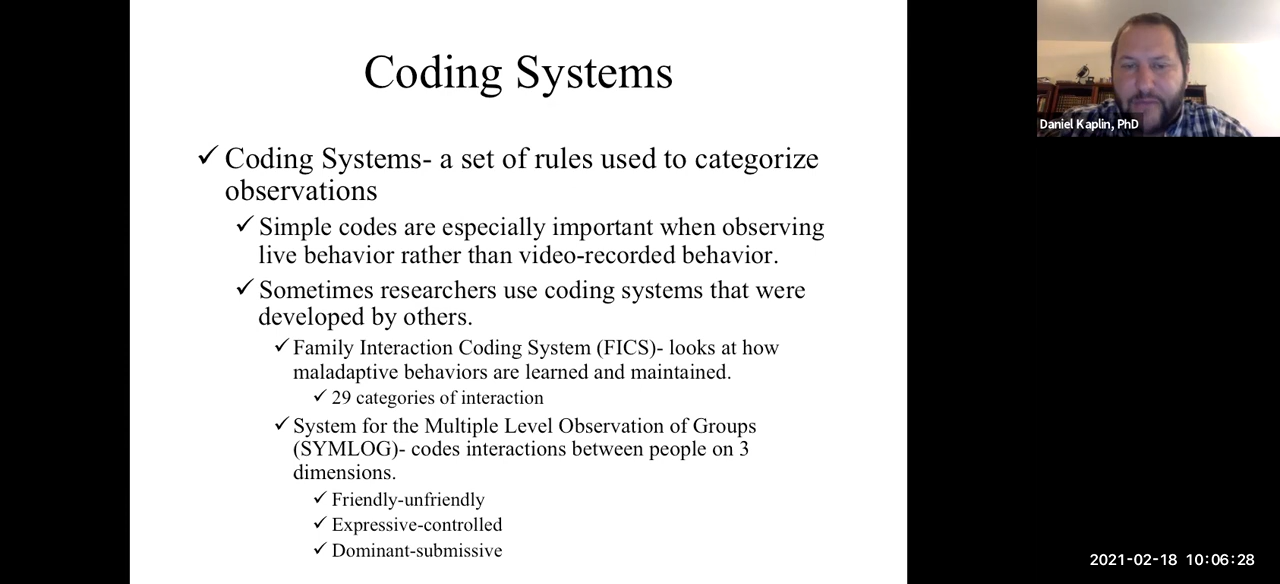 Coding Systems
✓ Coding Systems- a set of rules used to categorize
observations
✓ Simple codes are especially important when observing
live behavior rather than video-recorded behavior.
✓ Sometimes researchers use coding systems that were
developed by others.
✓ Family Interaction Coding System (FICS)- looks at how
maladaptive behaviors are learned and maintained.
✓ 29 categories of interaction
✓ System for the Multiple Level Observation of Groups
(SYMLOG)- codes interactions between people on 3
dimensions.
✓ Friendly-unfriendly
✓ Expressive-controlled
✓ Dominant-submissive
Daniel Kaplin, PhD
2021-02-18 10:06:28